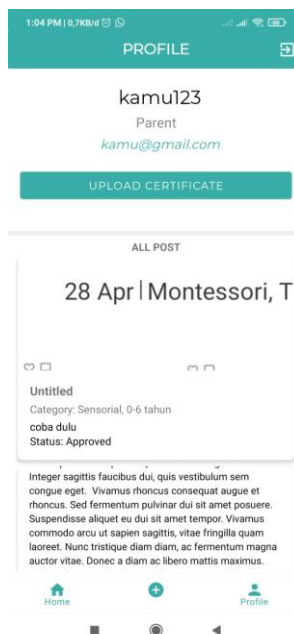 1:04 PM | 0,7KB/d
PROFILE
kamu123
Parent
kamu@gmail.com
UPLOAD CERTIFICATE
ALL POST
28 Apr | Montessori, T
Untitled
Category: Sensorial, 0-6 tahun
coba dulu
Status: Approved
Integer sagittis faucibus dui, quis vestibulum sem
congue eget. Vivamus rhoncus consequat augue et
rhoncus. Sed fermentum pulvinar dui sit amet posuere.
Suspendisse aliquet eu dui sit amet tempor. Vivamus
commodo arcu ut sapien sagittis, vitae fringilla quam
laoreet. Nunc tristique diam diam, ac fermentum magna
auctor vitae. Donec a diam ac libero mattis maximus.
Home
Profile